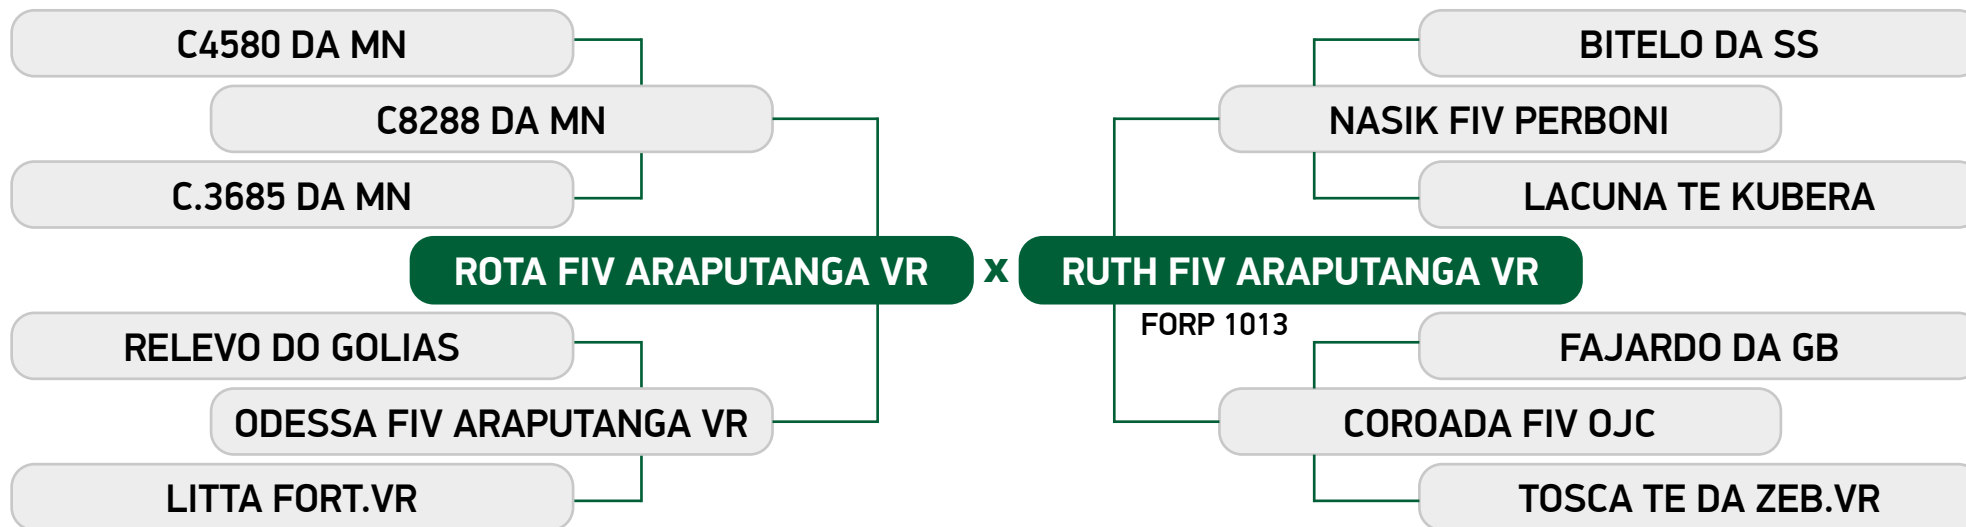 C4580 DA MN
C8288 DA MN
C.3685 DA MN
ROTA FIV ARAPUTANGA VR
RELEVO DO GOLIAS
ODESSA FIV ARAPUTANGA VR
LITTA FORT.VR
x
BITELO DA SS
NASIK FIV PERBONI
LACUNA TE KUBERA
RUTH FIV ARAPUTANGA VR
FORP 1013
FAJARDO DA GB
COROADA FIV OJC
TOSCA TE DA ZEB.VR